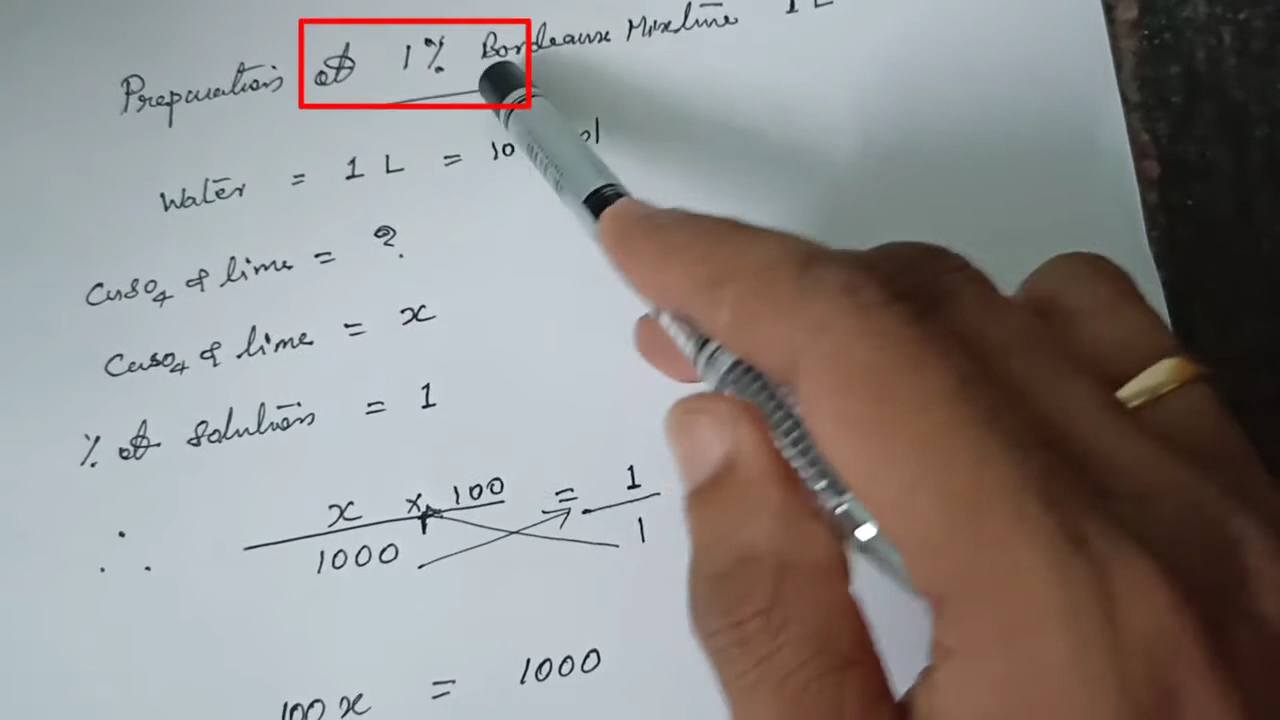 Preparation of 1% Bordeaux Mixture 1 L
Water = 1 L = 10
CuSO4 & lime = ?
CuSO4 & lime = x
% of solution = 1
x × 100 = 1
1000 1
100x = 1000